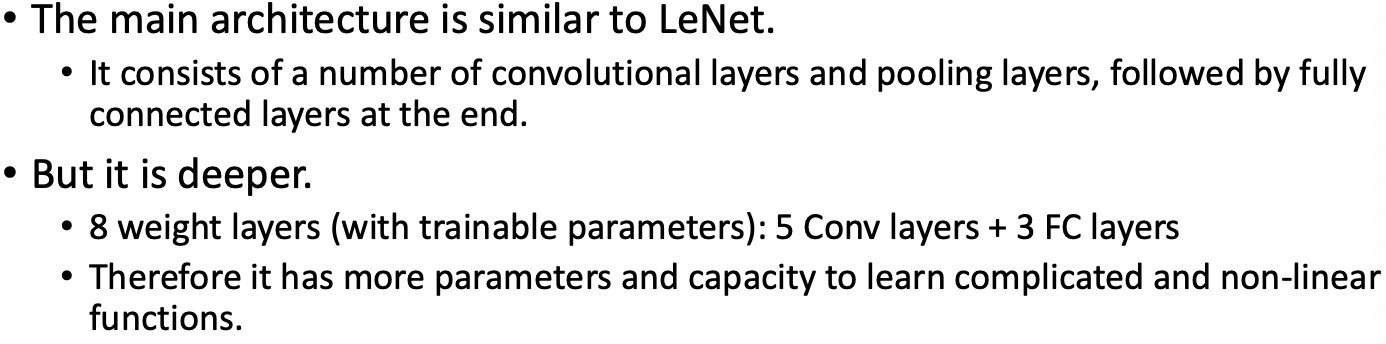 • The main architecture is similar to LeNet.
• It consists of a number of convolutional layers and pooling layers, followed by fully
connected layers at the end.
• But it is deeper.
• 8 weight layers (with trainable parameters): 5 Conv layers + 3 FC layers
• Therefore it has more parameters and capacity to learn complicated and non-linear
functions.